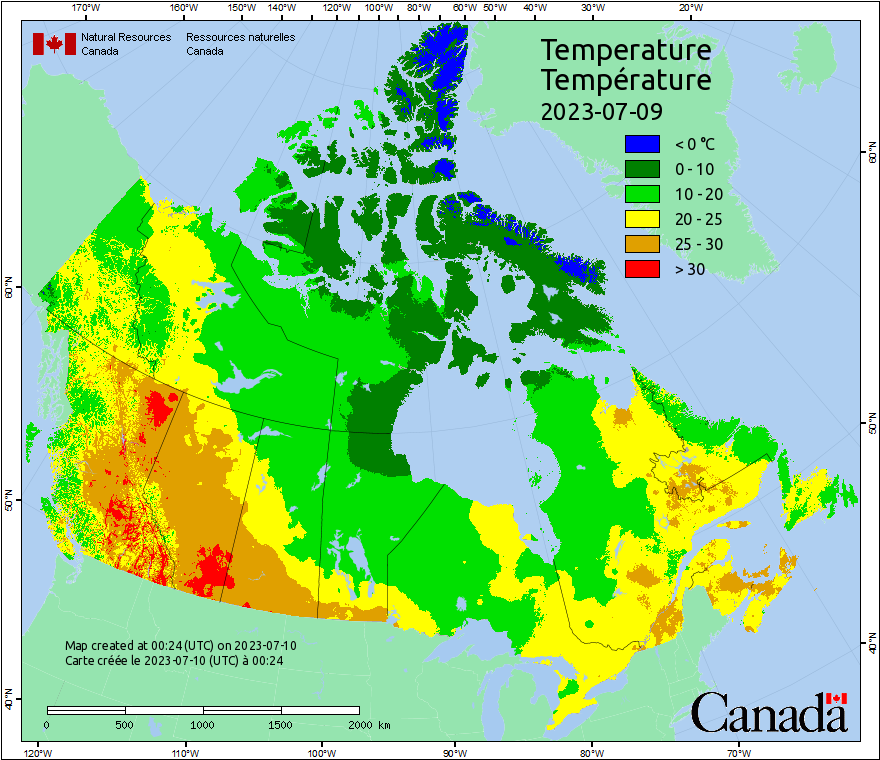 170°W 160°W 150°W 140°W 120°W 100°W 80°W 60°W 50°W 40°W 30°W 20°W
Natural Resources Ressources naturelles
Canada Canada
Temperature
Température
2023-07-09
< 0 °C
0 - 10
10 - 20
20 - 25
25 - 30
> 30
60°N
60°N
50°N
50°N
40°N
40°N
Map created at 00:24 (UTC) on 2023-07-10
Carte créée le 2023-07-10 (UTC) à 00:24
0 500 1000 1500 2000 km
Canada
120°W 110°W 100°W 90°W 80°W 70°W